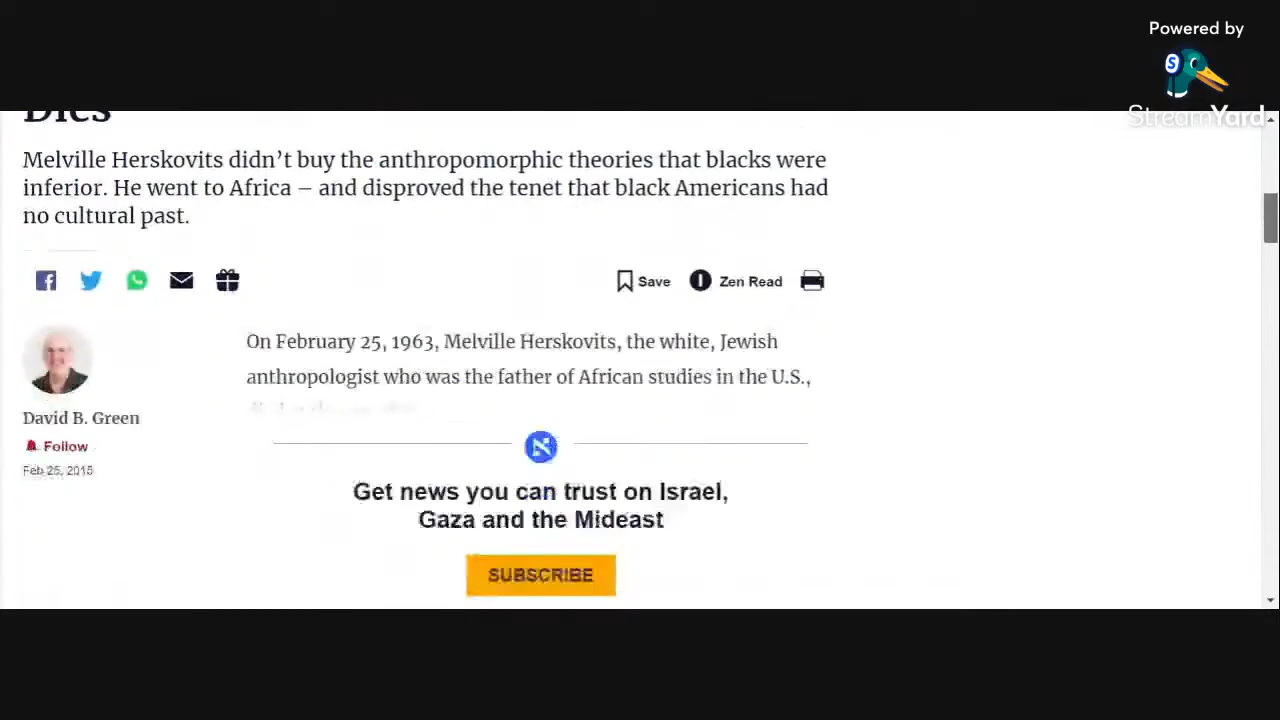 Powered by
StreamYard
Dies
Melville Herskovits didn’t buy the anthropomorphic theories that blacks were
inferior. He went to Africa – and disproved the tenet that black Americans had
no cultural past.
Save
Zen Read
On February 25, 1963, Melville Herskovits, the white, Jewish
anthropologist who was the father of African studies in the U.S.,
David B. Green
Follow
Feb 25, 2015
Get news you can trust on Israel,
Gaza and the Mideast
SUBSCRIBE